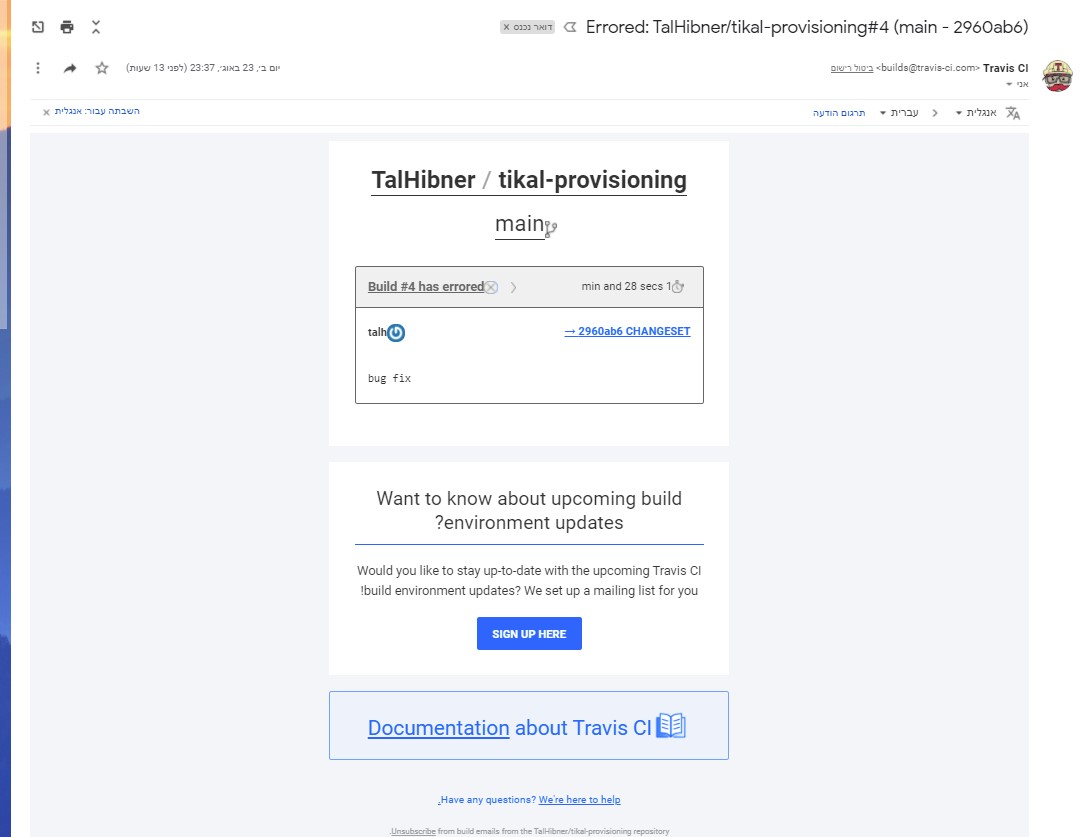 Errored: TalHibner/tikal-provisioning#4 (main - 2960ab6) דואר נכנס x
Travis CI <builds@travis-ci.com> ביטול רישום
יום ב׳, 23 באוג׳, 23:37 (לפני 13 שעות)
אני
אנגלית
עברית
תרגום הודעה
השבתה עבור: אנגלית x
TalHibner / tikal-provisioning
main
Build #4 has errored
min and 28 secs 1
talh
→ 2960ab6 CHANGESET
bug fix
Want to know about upcoming build
?environment updates
Would you like to stay up-to-date with the upcoming Travis CI
!build environment updates? We set up a mailing list for you
SIGN UP HERE
Documentation about Travis CI
.Have any questions? We're here to help
.Unsubscribe from build emails from the TalHibner/tikal-provisioning repository